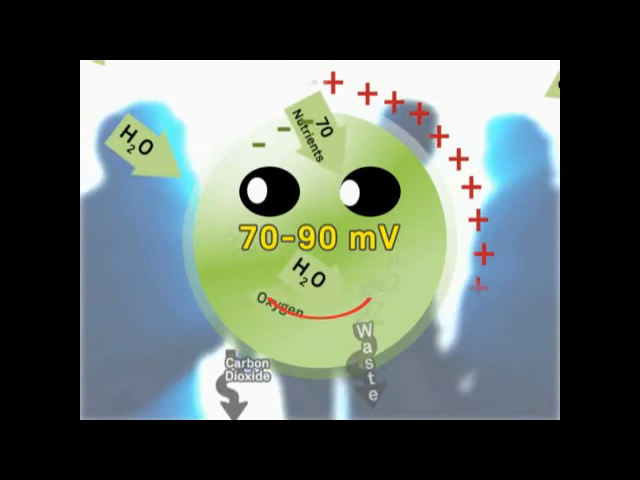 70
Nutrients
H2O
70-90 mV
H2O
Oxygen
Carbon
Dioxide
Waste